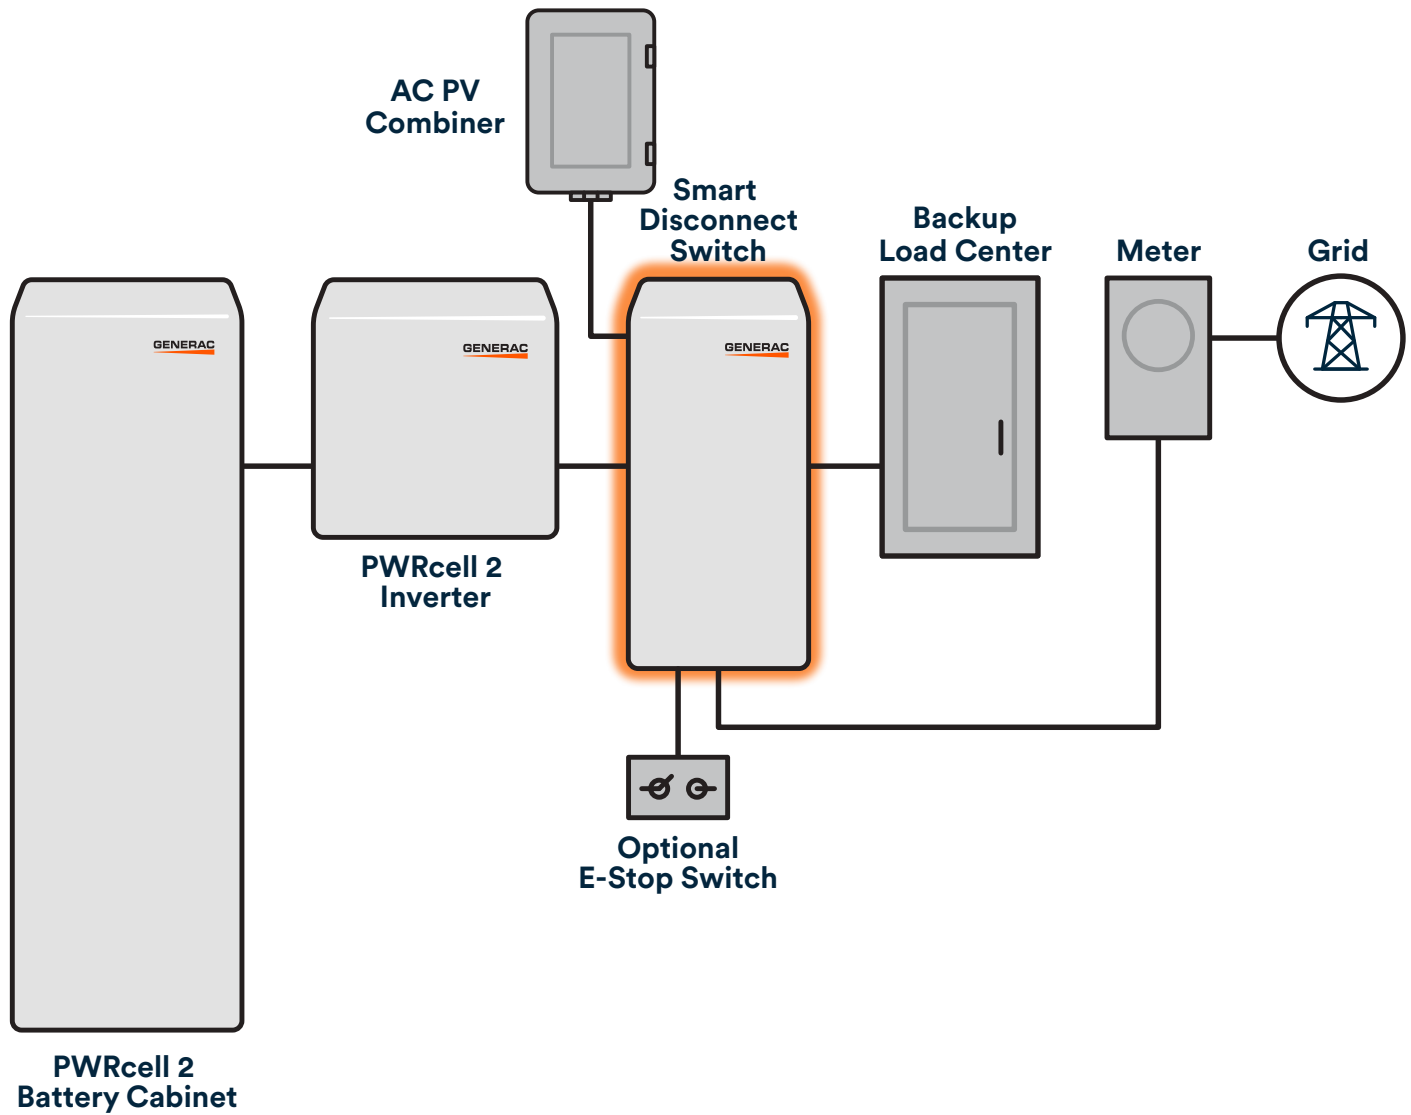 AC PV
Combiner
Smart
Disconnect
Switch
Backup
Load Center
Meter
Grid
GENERAC
GENERAC
GENERAC
PWRcell 2
Inverter
Optional
E-Stop Switch
PWRcell 2
Battery Cabinet